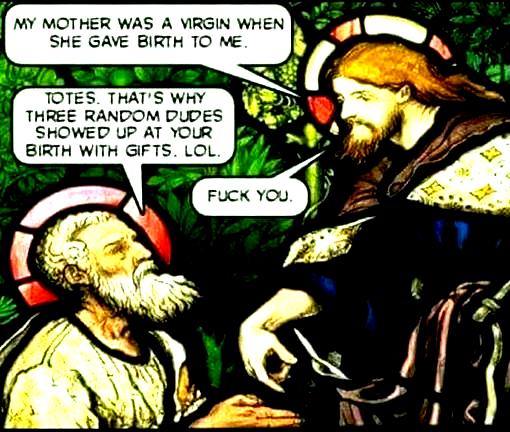 MY MOTHER WAS A VIRGIN WHEN
SHE GAVE BIRTH TO ME.
TOTES. THAT'S WHY
THREE RANDOM DUDES
SHOWED UP AT YOUR
BIRTH WITH GIFTS. LOL.
FUCK YOU.